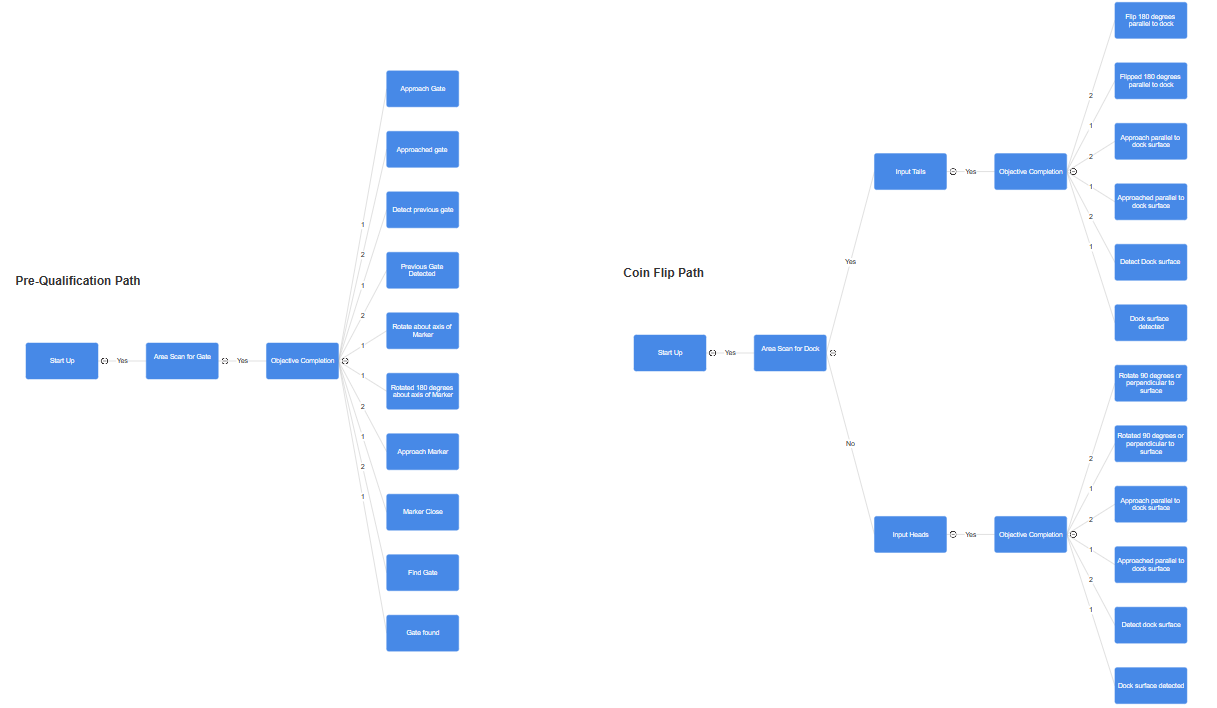 Pre-Qualification Path
Start Up
Yes
Area Scan for Gate
Yes
Objective Completion
1
2
1
2
1
1
2
1
2
1
Approach Gate
Approached gate
Detect previous gate
Previous Gate
Detected
Rotate about axis of
Marker
Rotated 180 degrees
about axis of Marker
Approach Marker
Marker Close
Find Gate
Gate found
Coin Flip Path
Start Up
Yes
Area Scan for Dock
Yes
No
Input Tails
Yes
Objective Completion
2
1
2
1
2
1
Flip 180 degrees
parallel to dock
Flipped 180 degrees
parallel to dock
Approach parallel to
dock surface
Approached parallel to
dock surface
Detect Dock surface
Dock surface
detected
Input Heads
Yes
Objective Completion
2
1
2
1
2
1
Rotate 90 degrees or
perpendicular to
surface
Rotated 90 degrees or
perpendicular to
surface
Approach parallel to
dock surface
Approached parallel to
dock surface
Detect dock surface
Dock surface detected